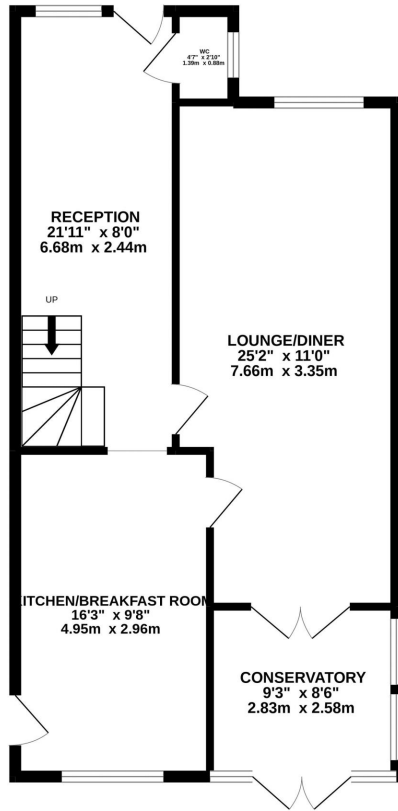 WC
4'7" x 2'10"
1.39m x 0.88m
RECEPTION
21'11" x 8'0"
6.68m x 2.44m
UP
LOUNGE/DINER
25'2" x 11'0"
7.66m x 3.35m
KITCHEN/BREAKFAST ROOM
16'3" x 9'8"
4.95m x 2.96m
CONSERVATORY
9'3" x 8'6"
2.83m x 2.58m